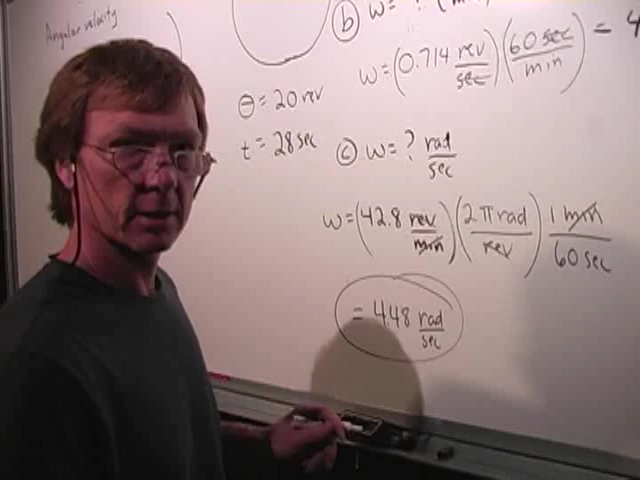 Angular velocity
ⓑ ω = ?
ω = (0.714 rev/sec)(60 sec/min) = 4
θ = 20 rev
t = 28 sec
ⓒ ω = ? rad/sec
ω = (42.8 rev/min)(2π rad/rev) 1 min/60 sec
= 4.48 rad/sec